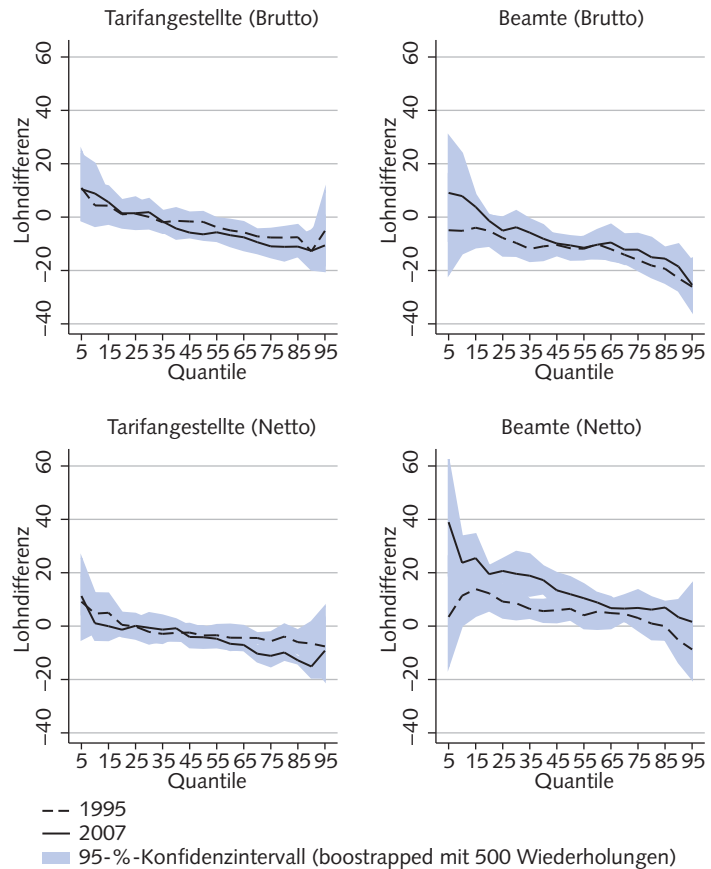 Tarifangestellte (Brutto)
Lohndifferenz
60
40
20
0
−20
−40
5 15 25 35 45 55 65 75 85 95
Quantile
Beamte (Brutto)
Lohndifferenz
60
40
20
0
−20
−40
5 15 25 35 45 55 65 75 85 95
Quantile
Tarifangestellte (Netto)
Lohndifferenz
60
40
20
0
−20
−40
5 15 25 35 45 55 65 75 85 95
Quantile
Beamte (Netto)
Lohndifferenz
60
40
20
0
−20
−40
5 15 25 35 45 55 65 75 85 95
Quantile
1995
2007
95-%-Konfidenzintervall (boostrapped mit 500 Wiederholungen)